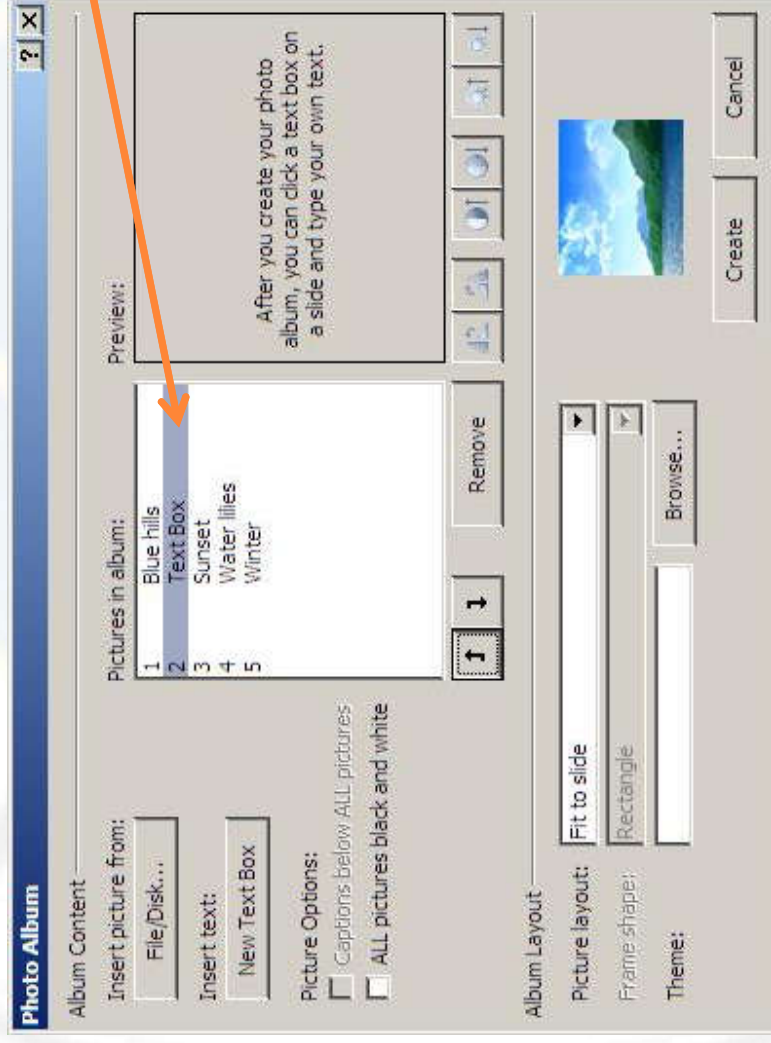 Photo Album
Album Content
Insert picture from:
File/Disk...
Insert text:
New Text Box
Picture Options:
Captions below ALL pictures
ALL pictures black and white
Pictures in album:
1 Blue hills
2 Text Box
3 Sunset
4 Water lilies
5 Winter
Remove
Preview:
After you create your photo
album, you can click a text box on
a slide and type your own text.
Album Layout
Picture layout: Fit to slide
Frame shape: Rectangle
Theme:
Browse...
Create
Cancel